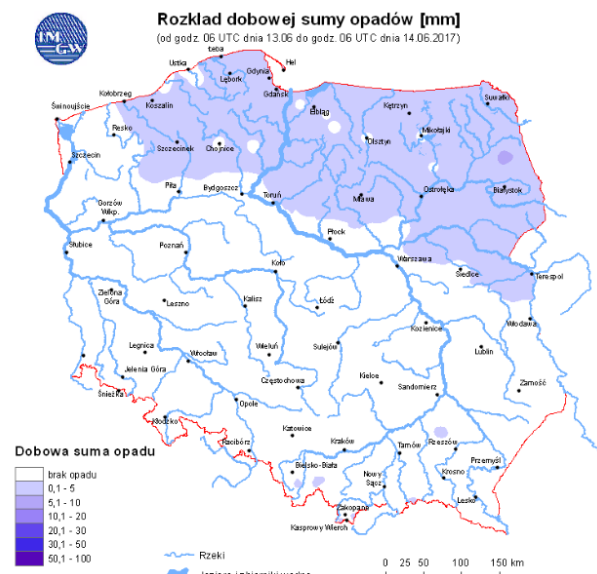 IM
GW
Rozkład dobowej sumy opadów [mm]
(od godz. 06 UTC dnia 13.06 do godz. 06 UTC dnia 14.06.2017)
Łeba
Ustka
Hel
Gdynia
Lębork
Gdańsk
Kołobrzeg
Koszalin
Suwałki
Świnoujście
Elbląg
Kętrzyn
Resko
Mikołajki
Olsztyn
Szczecinek
Chojnice
Szczecin
Piła
Bydgoszcz
Toruń
Mława
Ostrołęka
Białystok
Gorzów
Wlkp.
Płock
Słubice
Poznań
Warszawa
Koło
Siedlce
Terespol
Zielona
Góra
Leszno
Kalisz
Łódź
Kozienice
Włodawa
Legnica
Wrocław
Wieluń
Sulejów
Lublin
Jelenia Góra
Częstochowa
Kielce
Śnieżka
Sandomierz
Zamość
Opole
Kłodzko
Katowice
Racibórz
Kraków
Tarnów
Rzeszów
Bielsko-Biała
Przemyśl
Nowy
Sącz
Krosno
Lesko
Zakopane
Kasprowy Wierch
Dobowa suma opadu
brak opadu
0,1 - 5
5,1 - 10
10,1 - 20
20,1 - 30
30,1 - 50
50,1 - 100
Rzeki
Jeziora i zbiorniki wodne
0 25 50 100 150 km